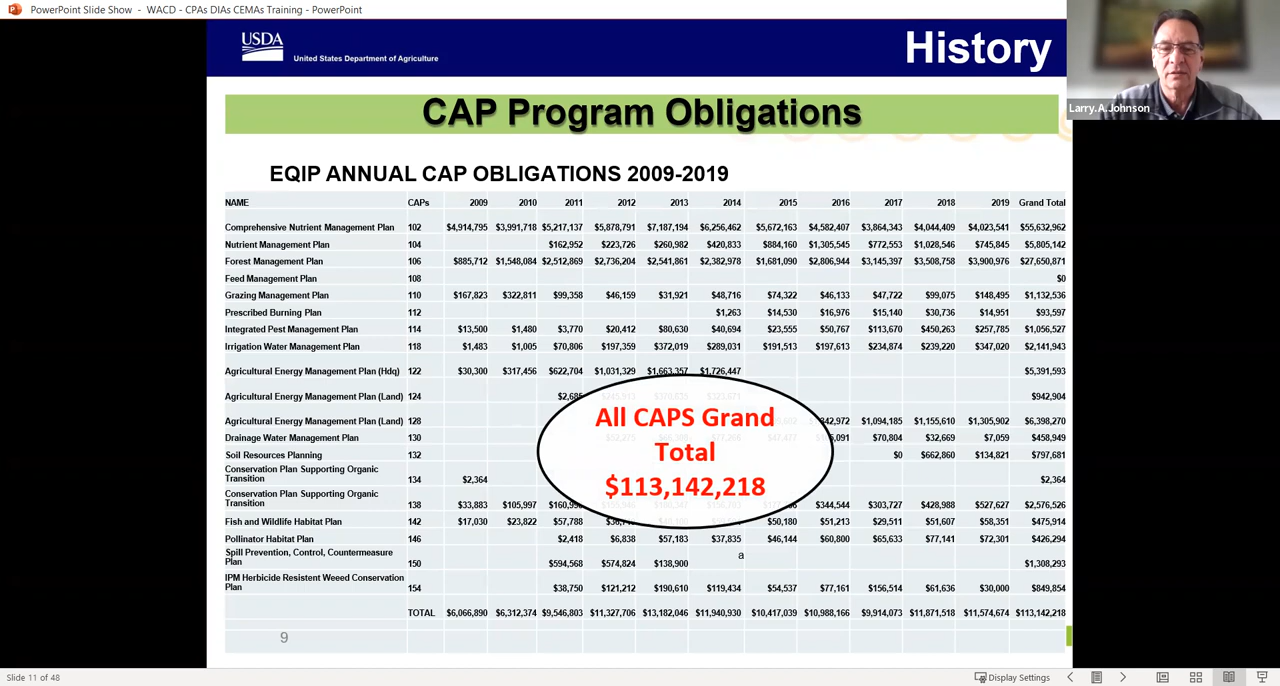 PowerPoint Slide Show - WACD - CPAs DIAs CEMAs Training - PowerPoint
USDA
United States Department of Agriculture
History
Larry.A.Johnson
CAP Program Obligations
EQIP ANNUAL CAP OBLIGATIONS 2009-2019
NAME CAPs 2009 2010 2011 2012 2013 2014 2015 2016 2017 2018 2019 Grand Total
Comprehensive Nutrient Management Plan 102 $4,914,795 $3,991,718 $5,217,137 $5,878,791 $7,187,194 $6,256,462 $5,672,163 $4,582,407 $3,864,343 $4,044,409 $4,023,541 $55,632,962
Nutrient Management Plan 104 $162,952 $223,726 $260,982 $420,833 $884,160 $1,305,545 $772,553 $1,028,546 $745,845 $5,805,142
Forest Management Plan 106 $885,712 $1,548,084 $2,512,869 $2,736,204 $2,541,861 $2,382,978 $1,681,090 $2,806,944 $3,145,397 $3,508,758 $3,900,976 $27,650,871
Feed Management Plan 108 $0
Grazing Management Plan 110 $167,823 $322,811 $99,358 $46,159 $31,921 $48,716 $74,322 $46,133 $47,722 $99,075 $148,495 $1,132,536
Prescribed Burning Plan 112 $1,263 $14,530 $16,976 $15,140 $30,736 $14,951 $93,597
Integrated Pest Management Plan 114 $13,500 $1,480 $3,770 $20,412 $80,630 $40,694 $23,555 $50,767 $113,670 $450,263 $257,785 $1,056,527
Irrigation Water Management Plan 118 $1,483 $1,005 $70,806 $197,359 $372,019 $289,031 $191,513 $197,613 $234,874 $239,220 $347,020 $2,141,943
Agricultural Energy Management Plan (Hdq) 122 $30,300 $317,456 $622,704 $1,031,329 $1,663,357 $1,726,447 $5,391,593
Agricultural Energy Management Plan (Land) 124 $942,904
Agricultural Energy Management Plan (Land) 128 $1,094,185 $1,155,610 $1,305,902 $6,398,270
Drainage Water Management Plan 130 $70,804 $32,669 $7,059 $458,949
Soil Resources Planning 132 $0 $662,860 $134,821 $797,681
Conservation Plan Supporting Organic
Transition 134 $2,364 $2,364
Conservation Plan Supporting Organic
Transition 138 $33,883 $105,997 $344,544 $303,727 $428,988 $527,627 $2,576,526
Fish and Wildlife Habitat Plan 142 $17,030 $23,822 $57,788 $50,180 $51,213 $29,511 $51,607 $58,351 $475,914
Pollinator Habitat Plan 146 $2,418 $6,838 $57,183 $37,835 $46,144 $60,800 $65,633 $77,141 $72,301 $426,294
Spill Prevention, Control, Countermeasure
Plan 150 $594,568 $574,824 $138,900 $1,308,293
a
IPM Herbicide Resistent Weeed Conservation
Plan 154 $38,750 $121,212 $190,610 $119,434 $54,537 $77,161 $156,514 $61,636 $30,000 $849,854
TOTAL $6,066,890 $6,312,374 $9,546,803 $11,327,706 $13,182,046 $11,940,930 $10,417,039 $10,988,166 $9,914,073 $11,871,518 $11,574,674 $113,142,218
All CAPS Grand
Total
$113,142,218
9
Slide 11 of 48
Display Settings